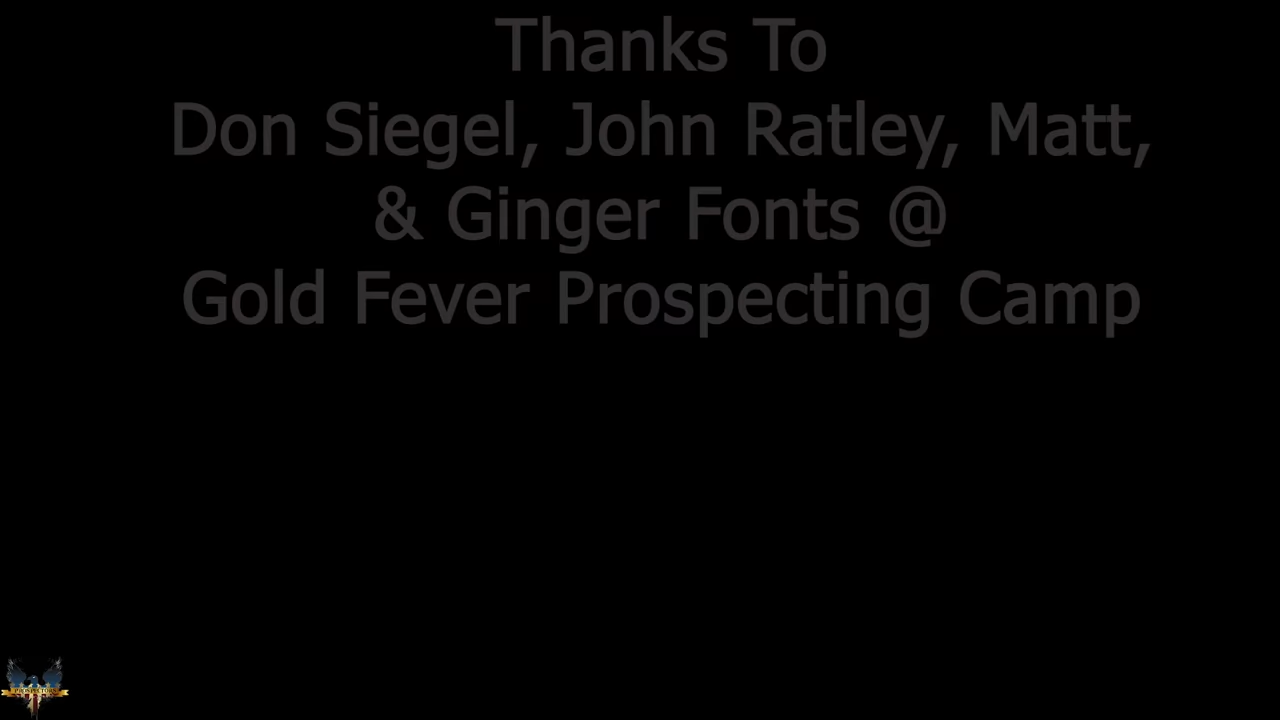 Thanks To
Don Siegel, John Ratley, Matt,
& Ginger Fonts @
Gold Fever Prospecting Camp